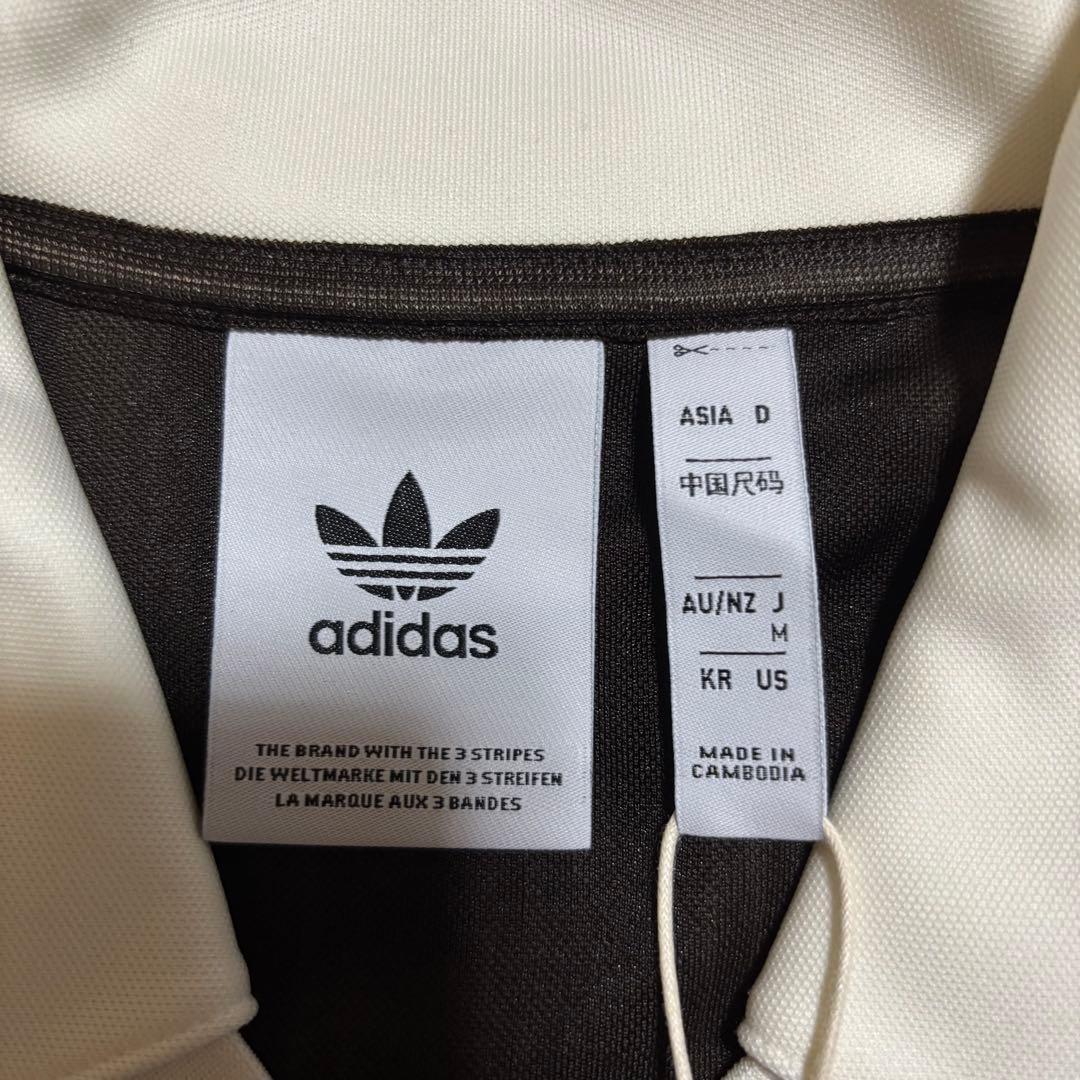 adidas
THE BRAND WITH THE 3 STRIPES
DIE WELTMARKE MIT DEN 3 STREIFEN
LA MARQUE AUX 3 BANDES
ASIA D
中国尺码
AU/NZ J
M
KR US
MADE IN
CAMBODIA